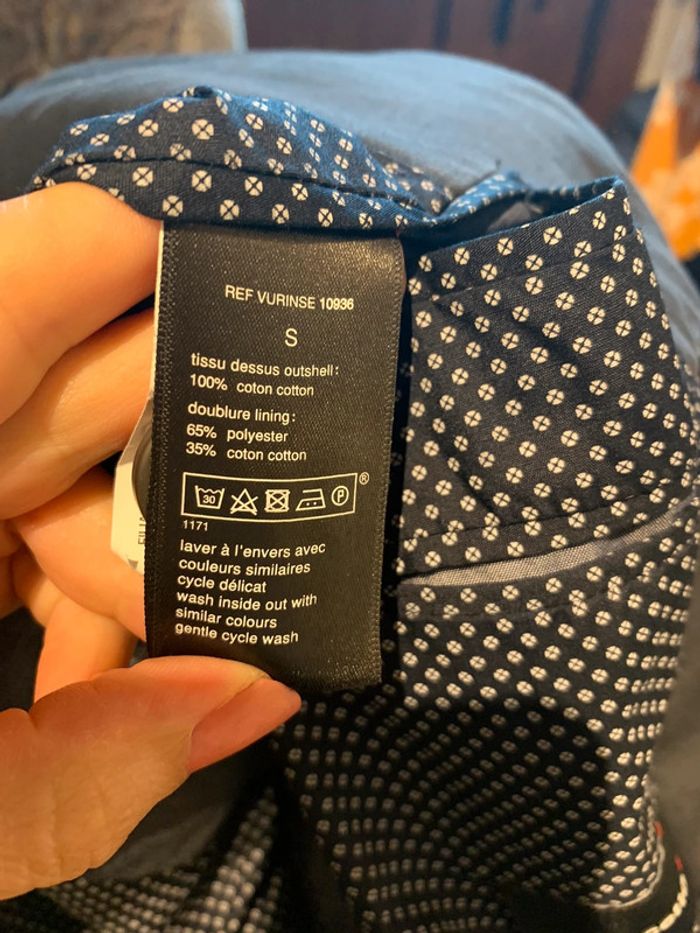 REF VURINSE 10936
S
tissu dessus outshell:
100% coton cotton
doublure lining:
65% polyester
35% coton cotton
30 P ®
1171
laver à l'envers avec
couleurs similaires
cycle délicat
wash inside out with
similar colours
gentle cycle wash